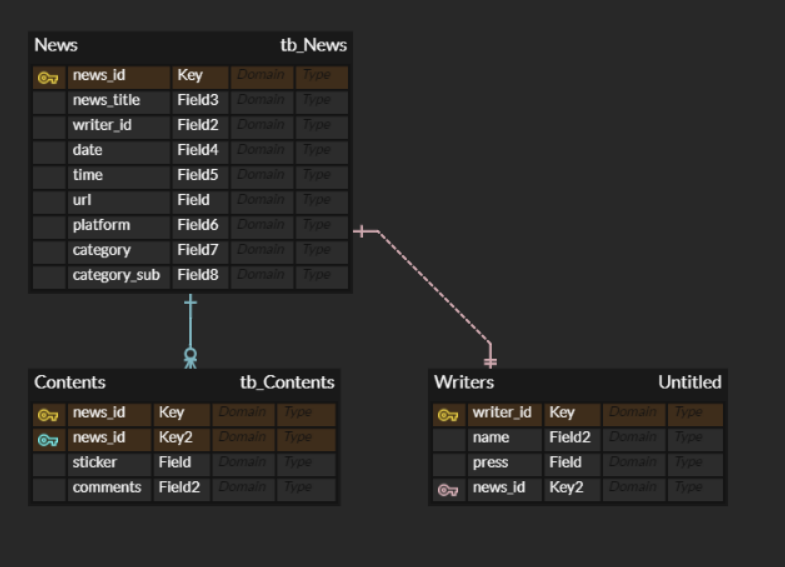 News tb_News
news_id Key Domain Type
news_title Field3 Domain Type
writer_id Field2 Domain Type
date Field4 Domain Type
time Field5 Domain Type
url Field Domain Type
platform Field6 Domain Type
category Field7 Domain Type
category_sub Field8 Domain Type
Contents tb_Contents
news_id Key Domain Type
news_id Key2 Domain Type
sticker Field Domain Type
comments Field2 Domain Type
Writers Untitled
writer_id Key Domain Type
name Field2 Domain Type
press Field Domain Type
news_id Key2 Domain Type